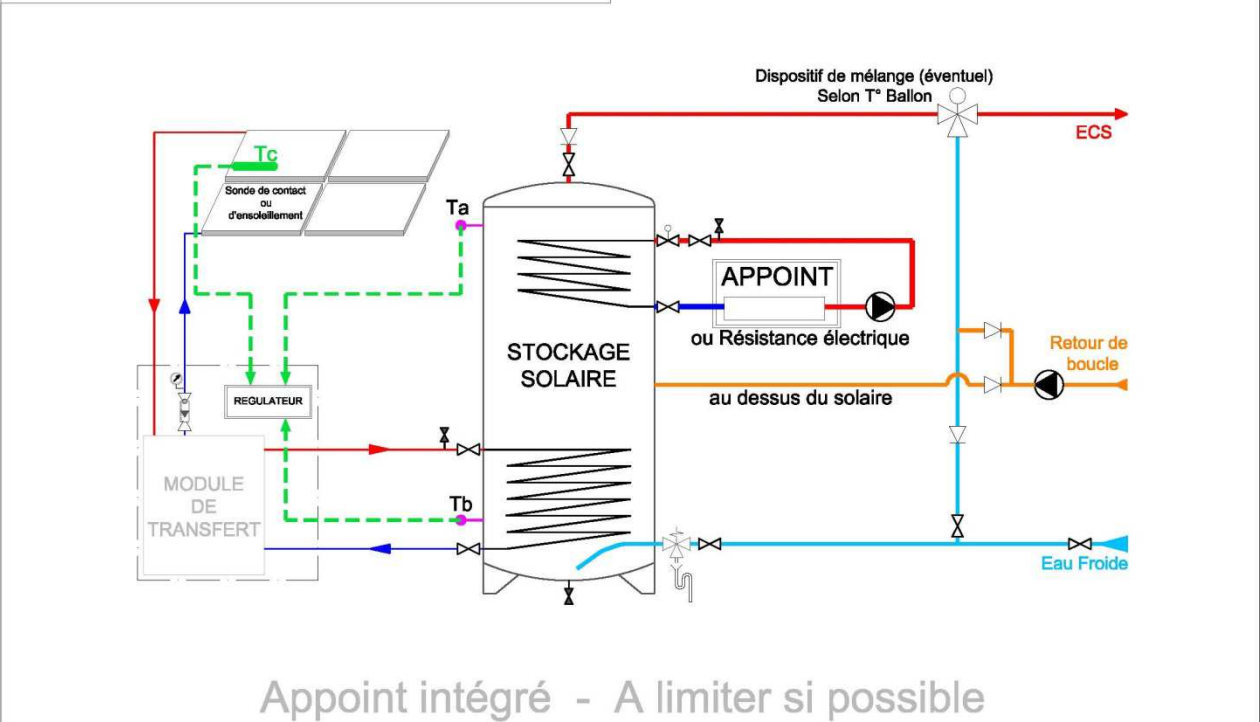 Dispositif de mélange (éventuel)
Selon T° Ballon
ECS
Tc
Sonde de contact
ou
d'ensoleillement
Ta
APPOINT
ou Résistance électrique
STOCKAGE
SOLAIRE
Retour de
boucle
au dessus du solaire
REGULATEUR
MODULE
DE
TRANSFERT
Tb
Eau Froide
Appoint intégré - A limiter si possible